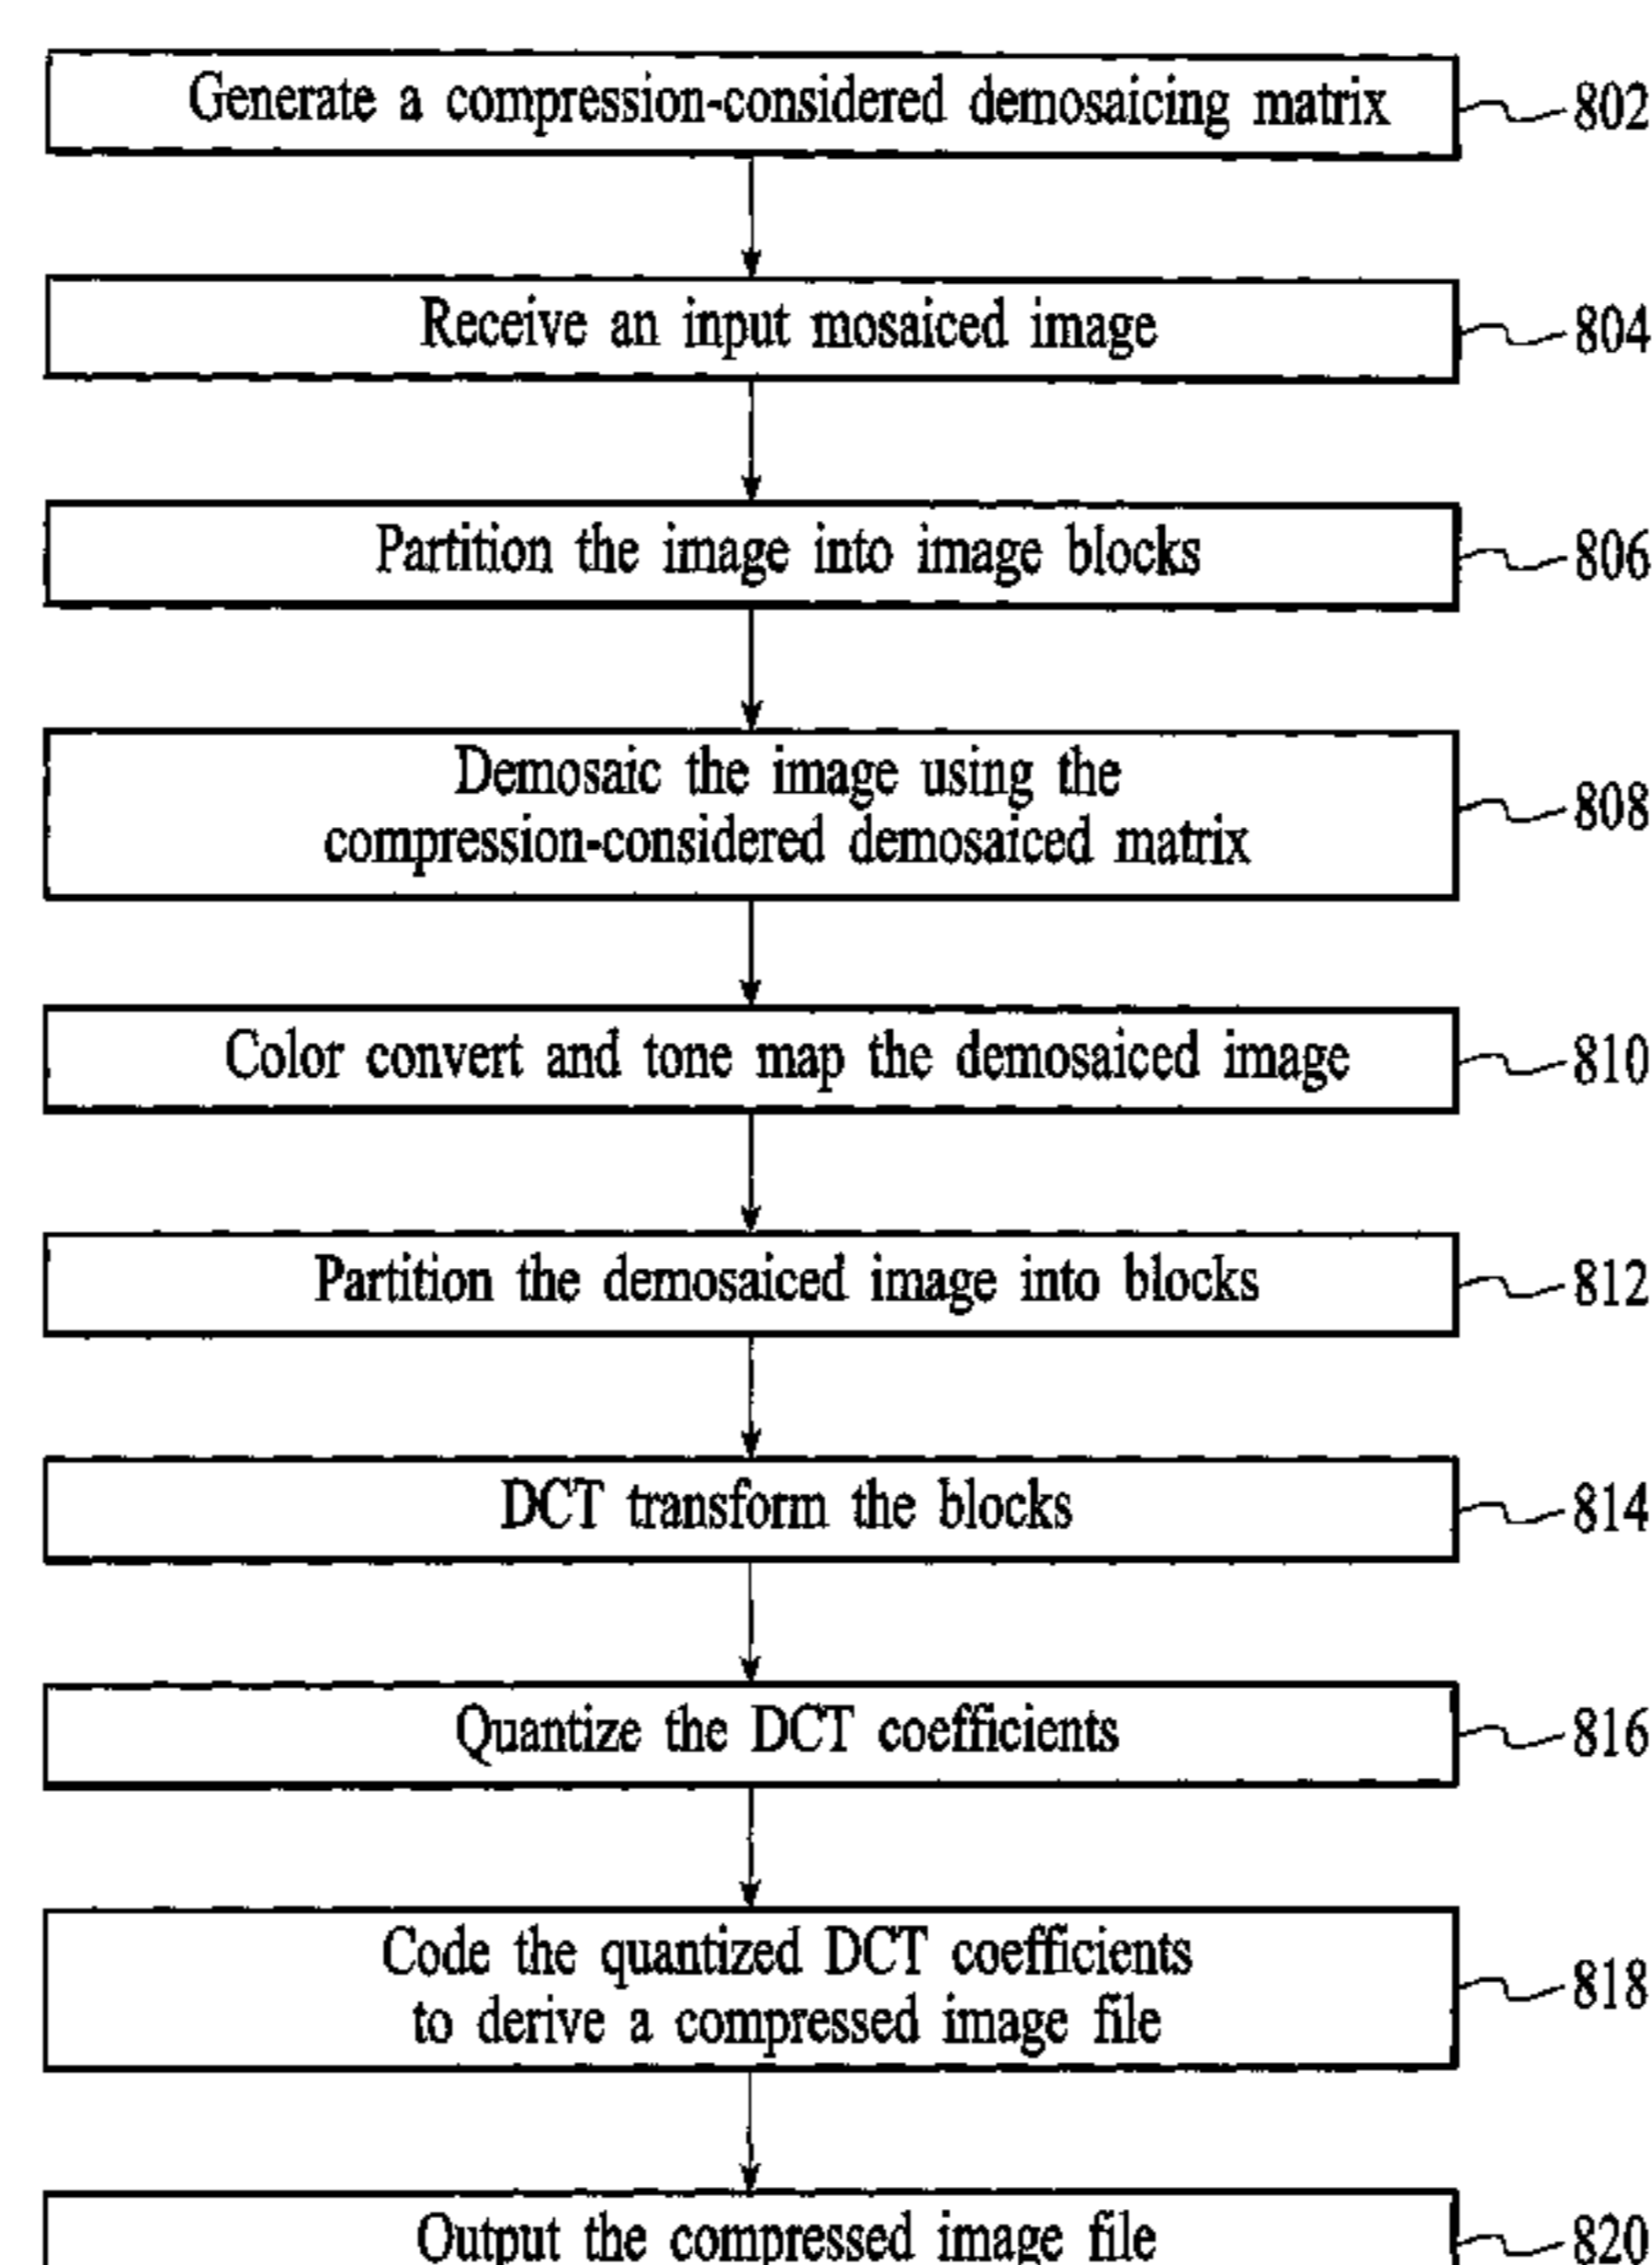 Generate a compression-considered demosaicing matrix
802
Receive an input mosaiced image
804
Partition the image into image blocks
806
Demosaic the image using the
compression-considered demosaiced matrix
808
Color convert and tone map the demosaiced image
810
Partition the demosaiced image into blocks
812
DCT transform the blocks
814
Quantize the DCT coefficients
816
Code the quantized DCT coefficients
to derive a compressed image file
818
Output the compressed image file
820